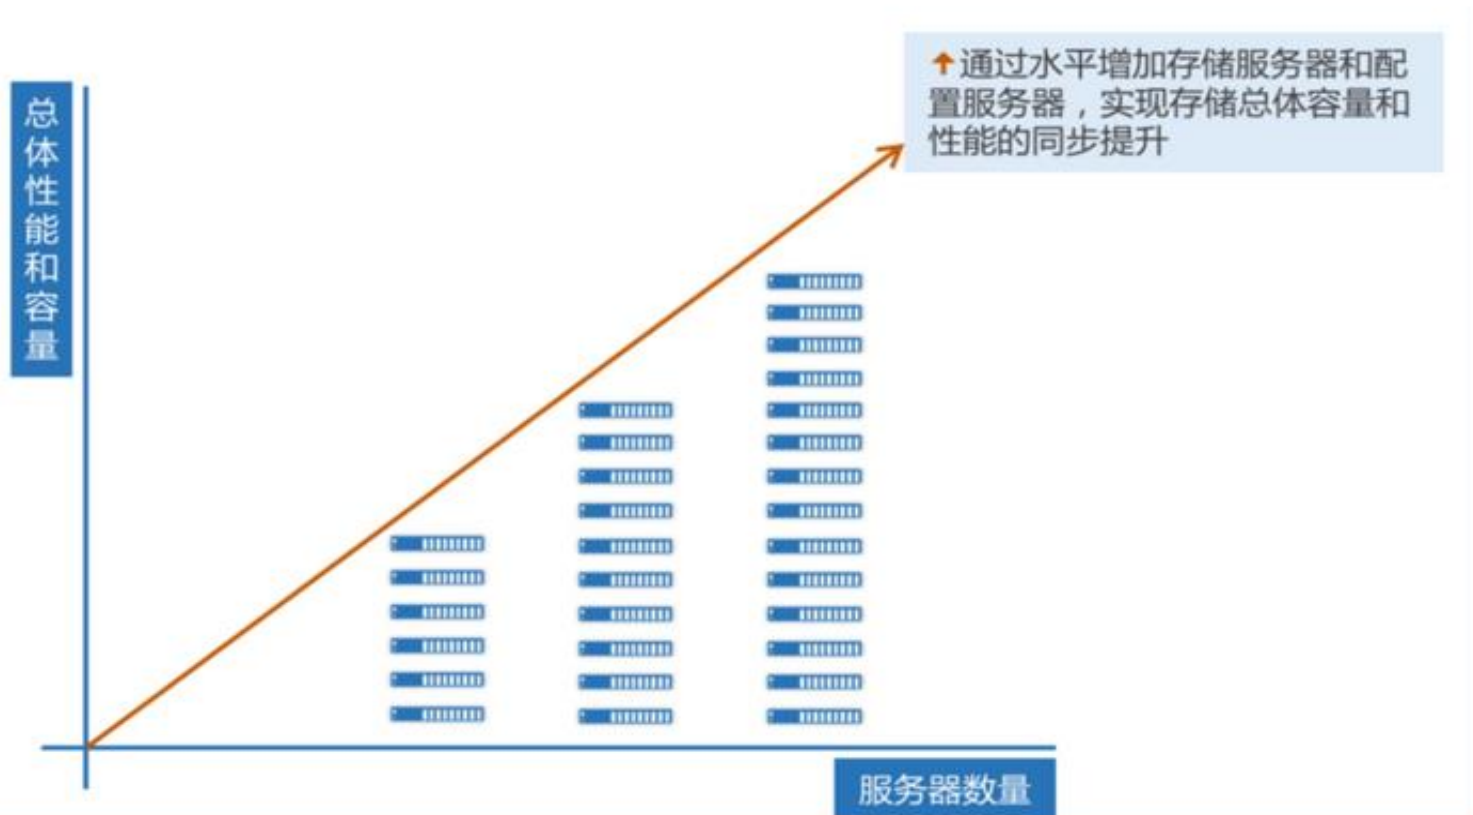 总体性能和容量
↑通过水平增加存储服务器和配
置服务器，实现存储总体容量和
性能的同步提升
服务器数量